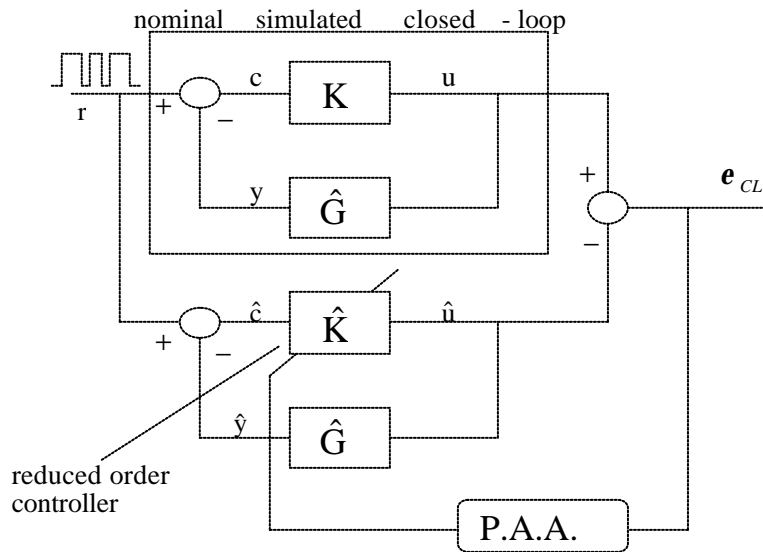 nominal simulated closed - loop
c K u
r + −
y Ĝ
+
e CL
−
ĉ K̂ û
+ −
ŷ Ĝ
reduced order
controller
P.A.A.